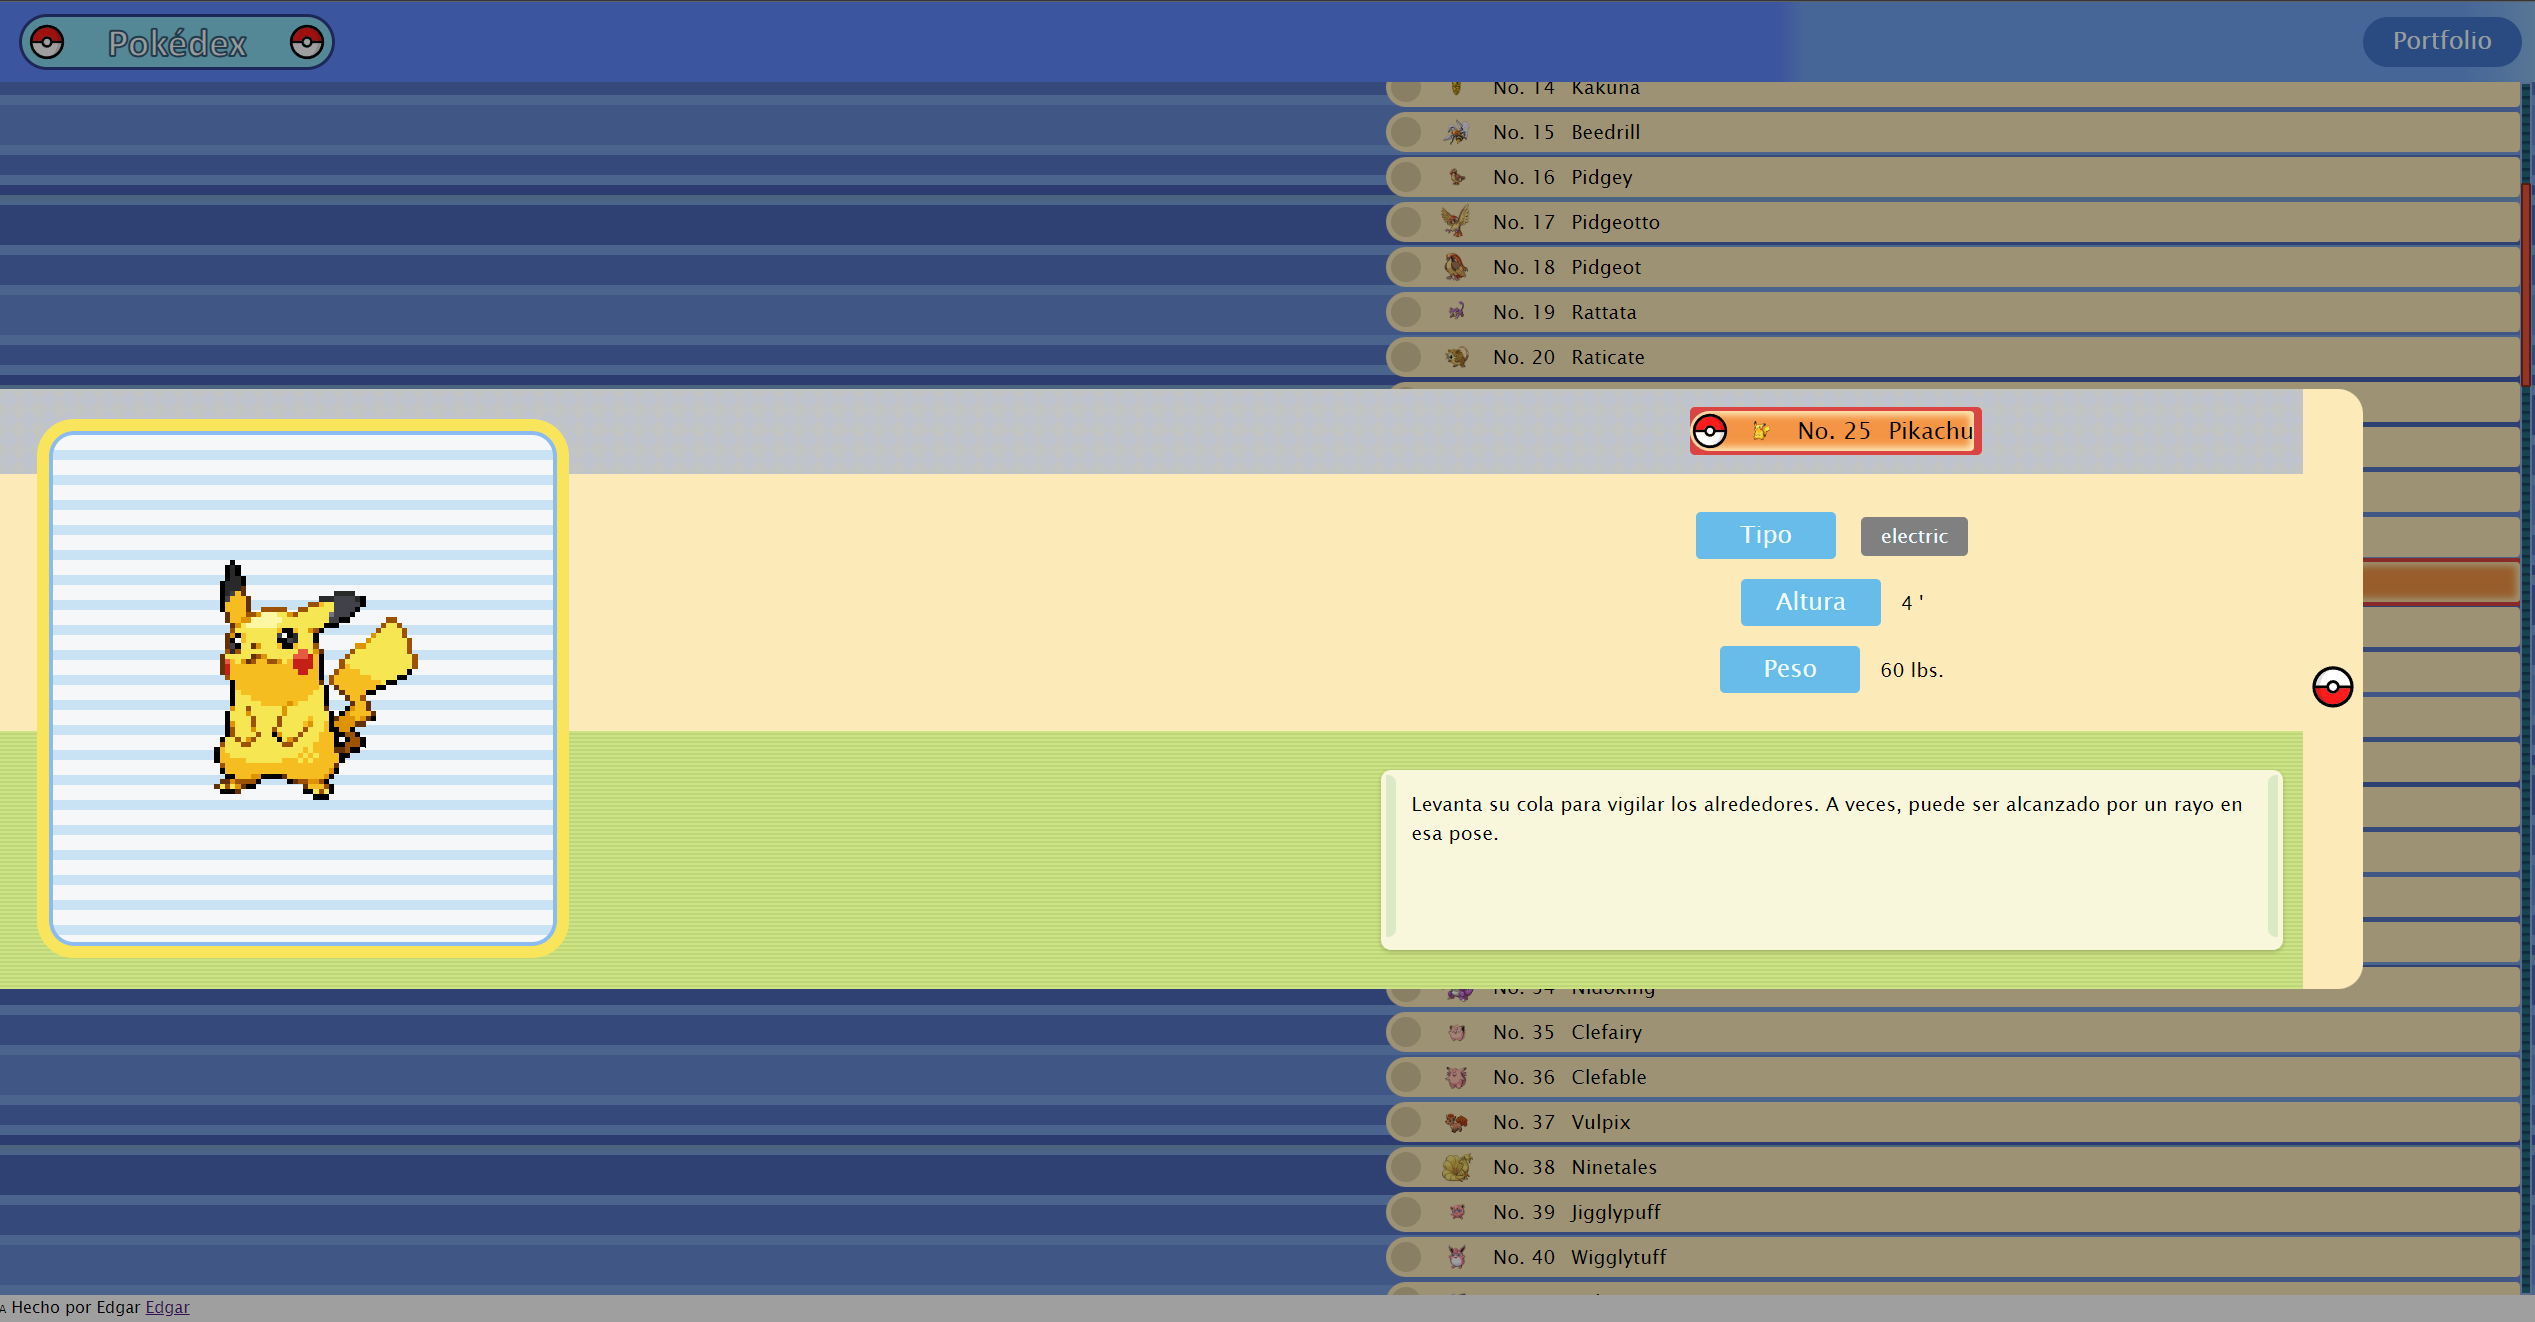 Pokédex
Portfolio
No. 14 Kakuna
No. 15 Beedrill
No. 16 Pidgey
No. 17 Pidgeotto
No. 18 Pidgeot
No. 19 Rattata
No. 20 Raticate
No. 25 Pikachu
Tipo electric
Altura 4 '
Peso 60 lbs.
Levanta su cola para vigilar los alrededores. A veces, puede ser alcanzado por un rayo en
esa pose.
No. 34 Nidoking
No. 35 Clefairy
No. 36 Clefable
No. 37 Vulpix
No. 38 Ninetales
No. 39 Jigglypuff
No. 40 Wigglytuff
A Hecho por Edgar Edgar